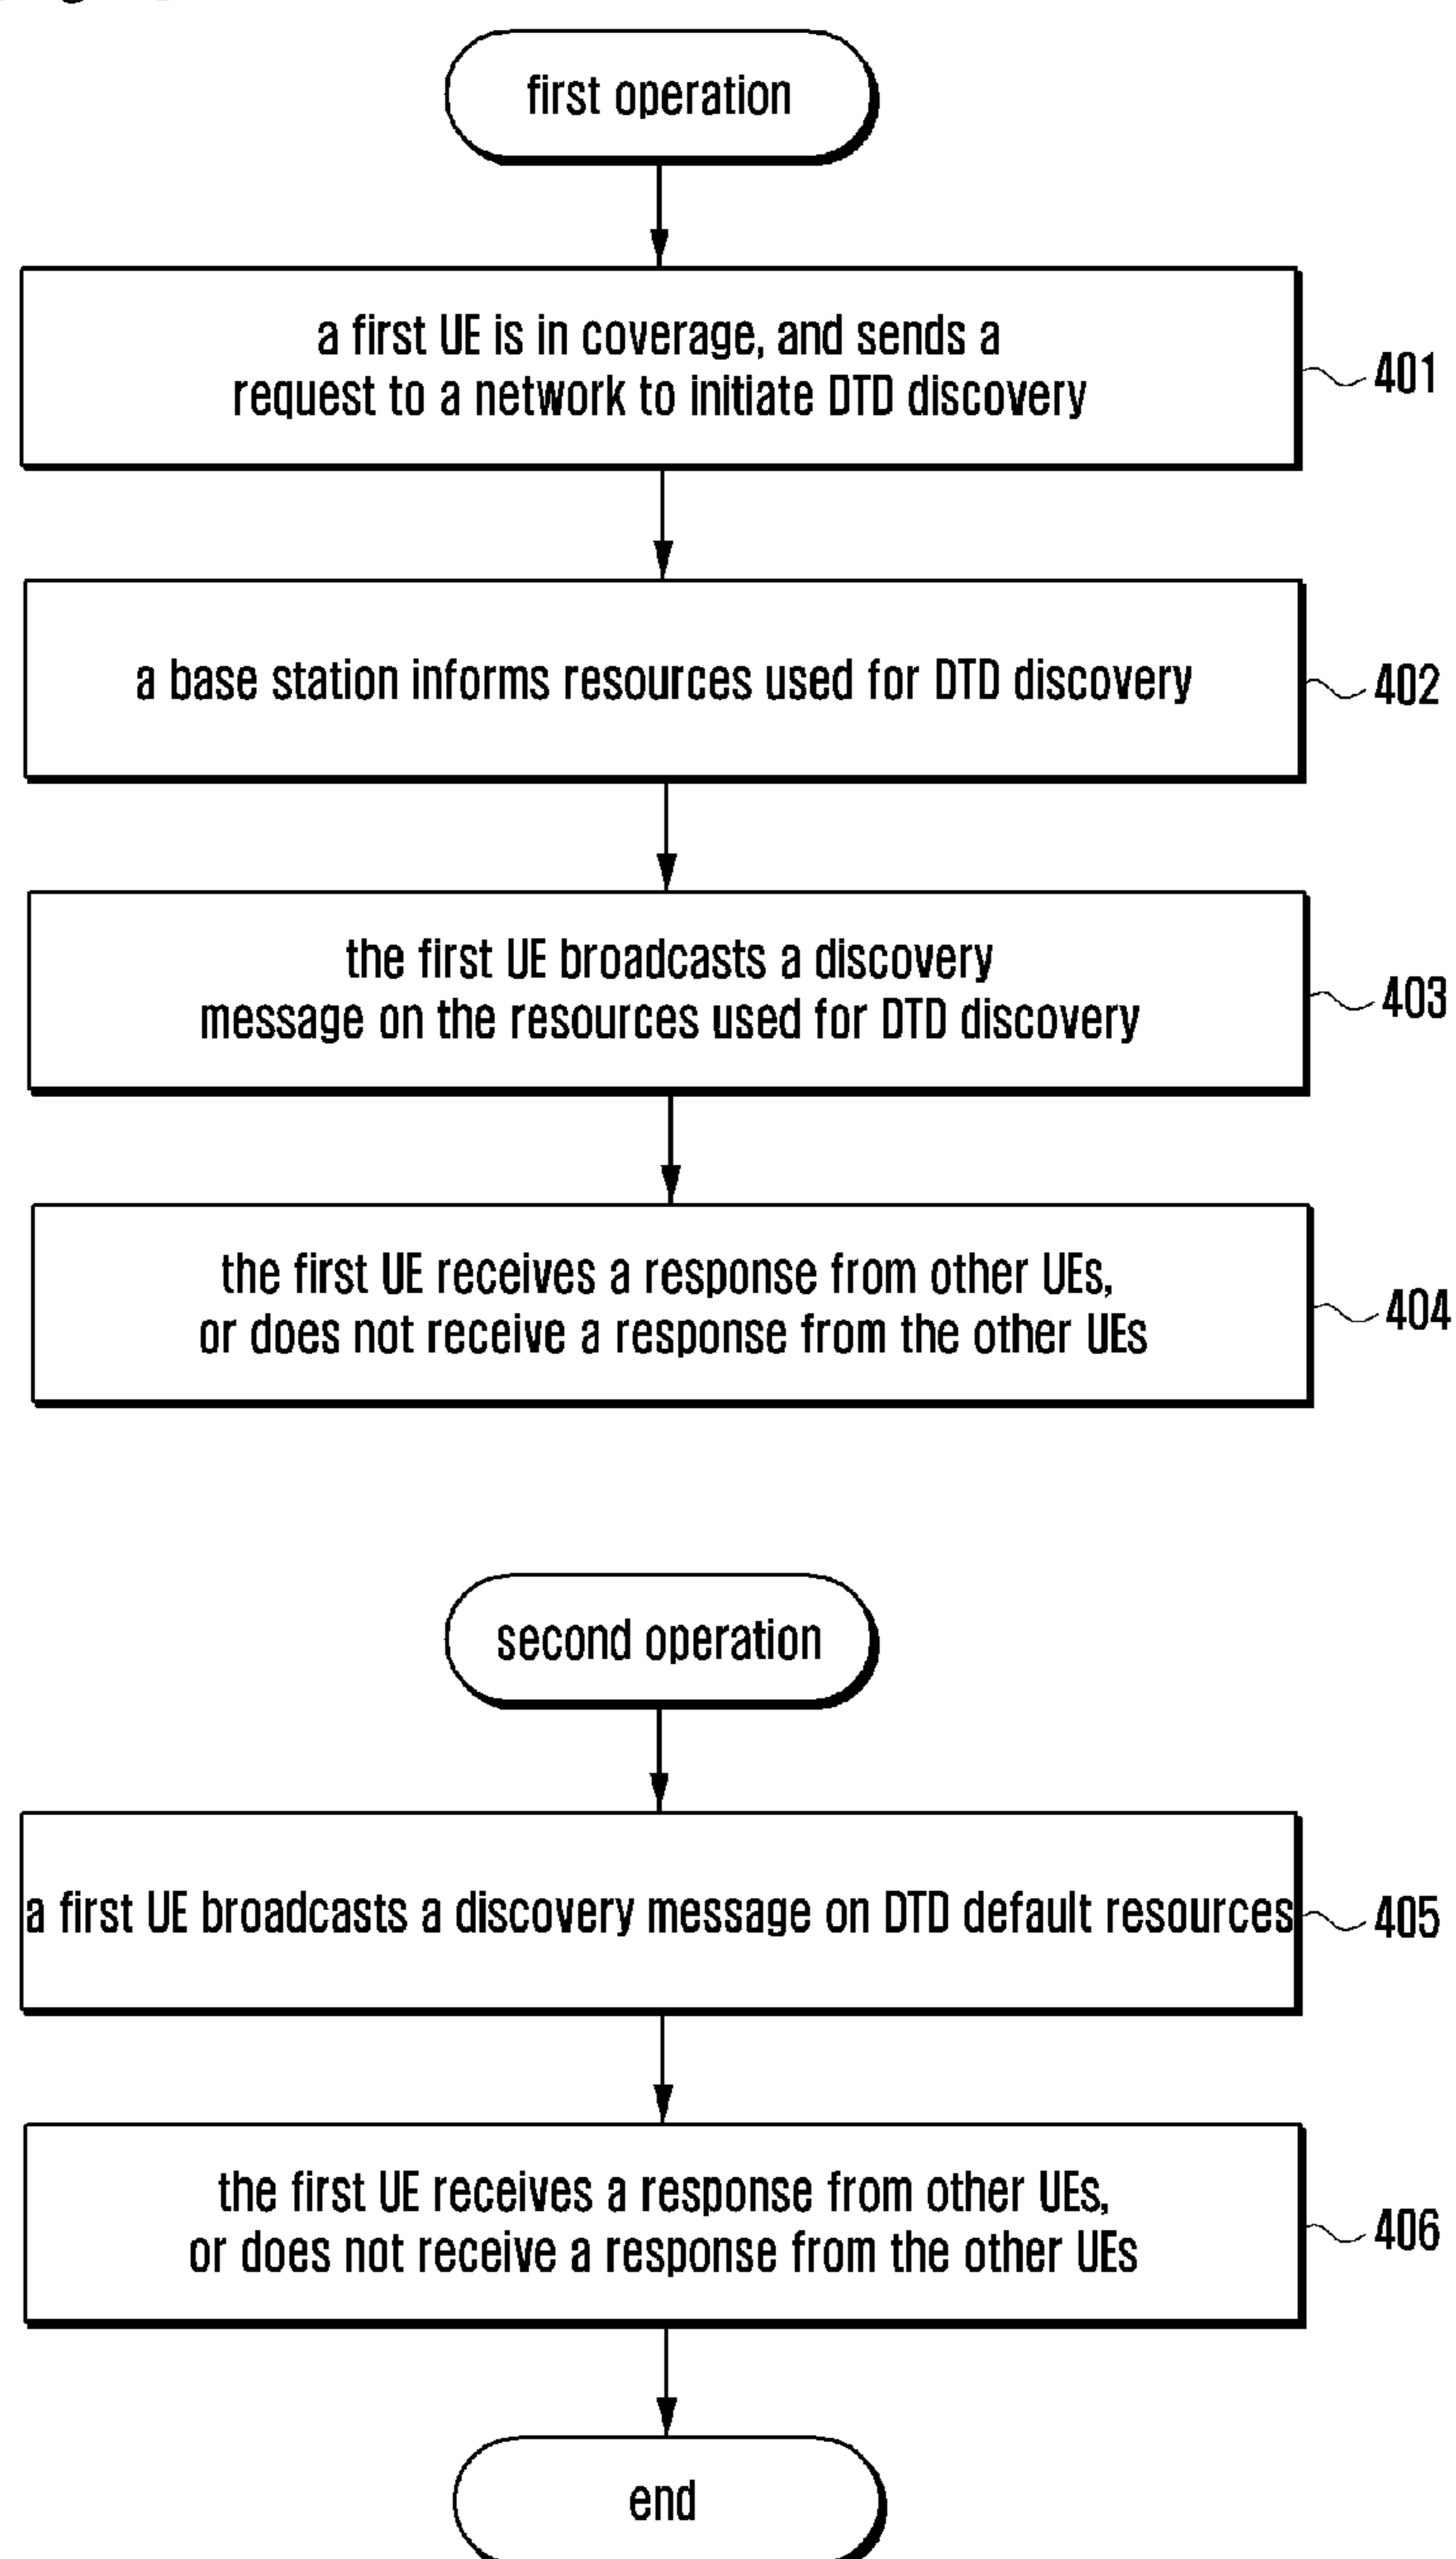 first operation
a first UE is in coverage, and sends a
request to a network to initiate DTD discovery
401
a base station informs resources used for DTD discovery
402
the first UE broadcasts a discovery
message on the resources used for DTD discovery
403
the first UE receives a response from other UEs,
or does not receive a response from the other UEs
404
second operation
a first UE broadcasts a discovery message on DTD default resources
405
the first UE receives a response from other UEs,
or does not receive a response from the other UEs
406
end